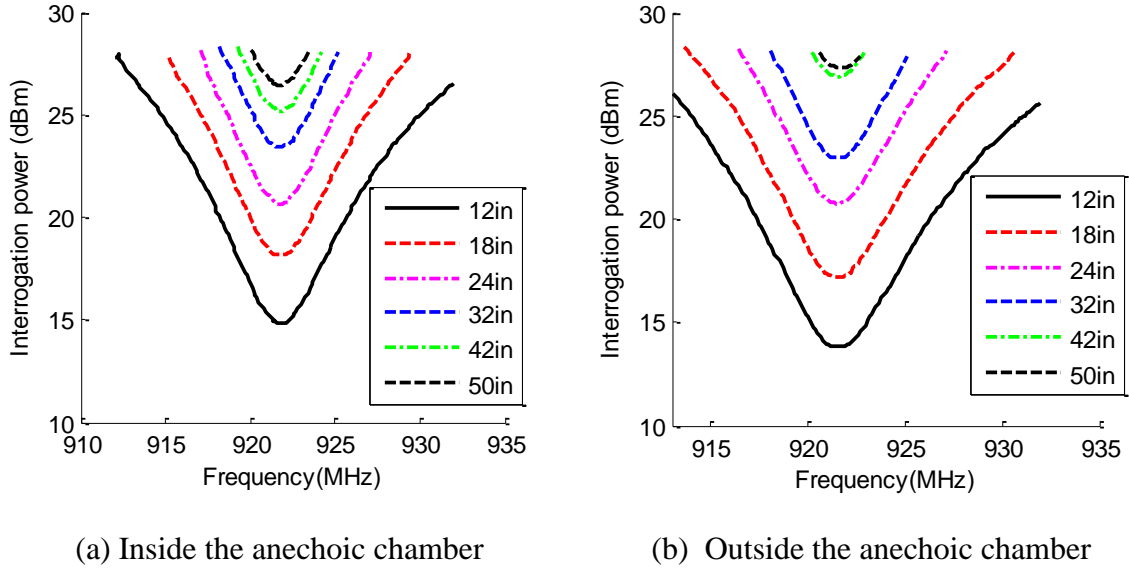 30
25
20
15
10
Interrogation power (dBm)
910 915 920 925 930 935
Frequency(MHz)
12in
18in
24in
32in
42in
50in
(a) Inside the anechoic chamber
30
25
20
15
10
Interrogation power (dBm)
915 920 925 930 935
Frequency(MHz)
12in
18in
24in
32in
42in
50in
(b) Outside the anechoic chamber